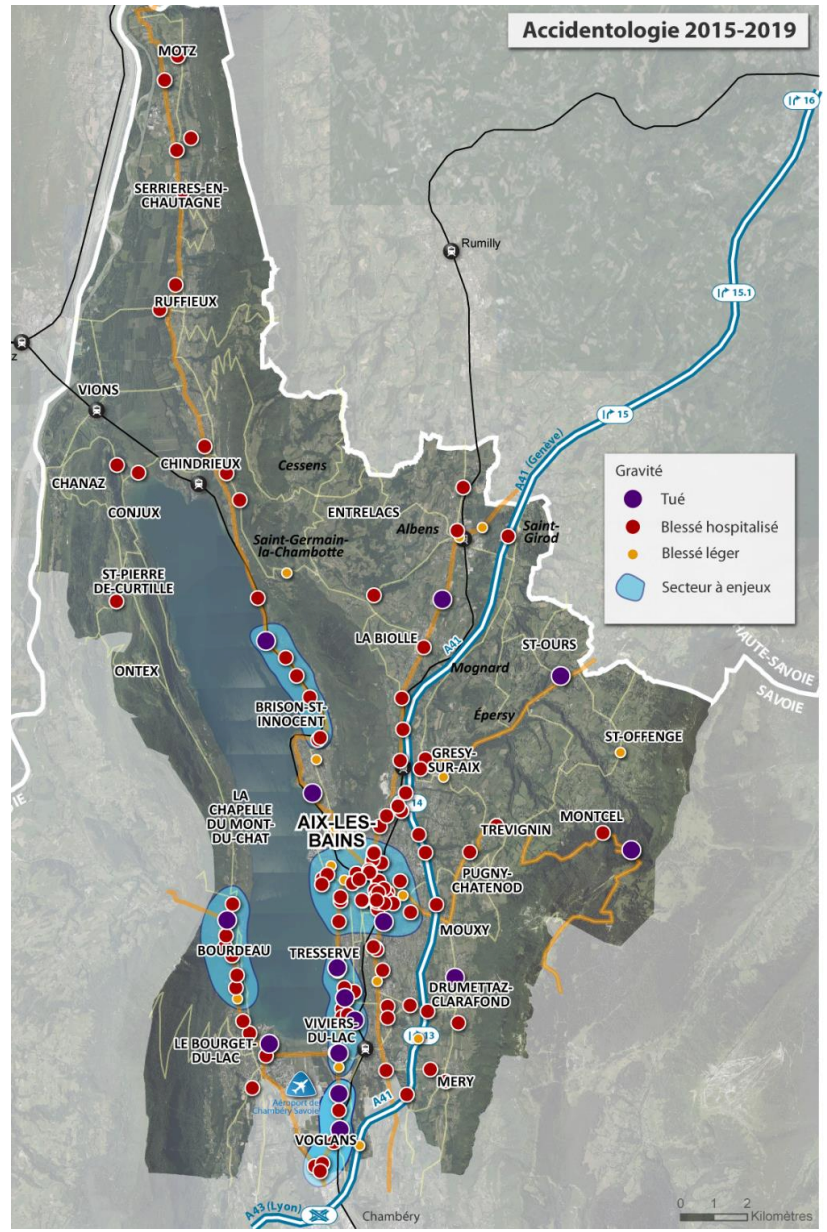 Accidentologie 2015-2019
MOTZ
16
SERRIERES-EN-
CHAUTAGNE
Rumilly
15.1
RUFFIEUX
z
VIONS
15
A41 (Genève)
CHINDRIEUX
Cessens
CHANAZ
CONJUX
ENTRELACS
Albens
Saint-
Girod
Saint-Germain-
la-Chambotte
Gravité
Tué
Blessé hospitalisé
Blessé léger
Secteur à enjeux
ST-PIERRE
DE-CURTILLE
LA BIOLLE
A41
ST-OURS
HAUTE-SAVOIE
SAVOIE
ONTEX
Mognard
Épersy
BRISON-ST-
INNOCENT
ST-OFFENGE
GRESY-
SUR-AIX
LA
CHAPELLE
DU MONT-
DU-CHAT
14
AIX-LES-
BAINS
TREVIGNIN
MONTCEL
PUGNY-
CHATENOD
MOUXY
BOURDEAU
TRESSERVE
DRUMETTAZ-
CLARAFOND
VIVIERS-
DU-LAC
LE BOURGET-
DU-LAC
13
MERY
Aéroport de
Chambéry Savoie
A41
VOGLANS
A43 (Lyon)
Chambéry
0 1 2
Kilomètres